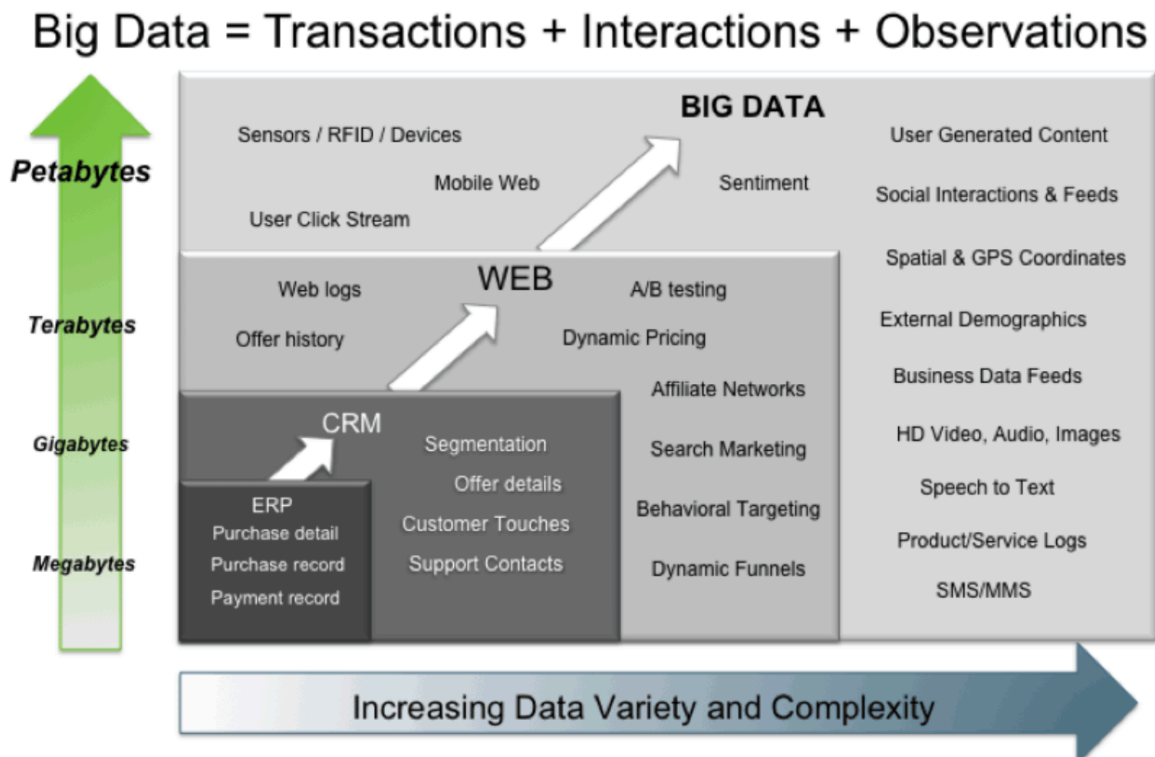 Big Data = Transactions + Interactions + Observations
BIG DATA
Sensors / RFID / Devices
User Generated Content
Petabytes
Mobile Web
Sentiment
Social Interactions & Feeds
User Click Stream
Spatial & GPS Coordinates
WEB
Web logs
A/B testing
Terabytes
External Demographics
Offer history
Dynamic Pricing
Business Data Feeds
Affiliate Networks
CRM
Gigabytes
Segmentation
Search Marketing
HD Video, Audio, Images
Offer details
Speech to Text
ERP
Purchase detail
Customer Touches
Behavioral Targeting
Product/Service Logs
Megabytes
Purchase record
Support Contacts
Dynamic Funnels
SMS/MMS
Payment record
Increasing Data Variety and Complexity